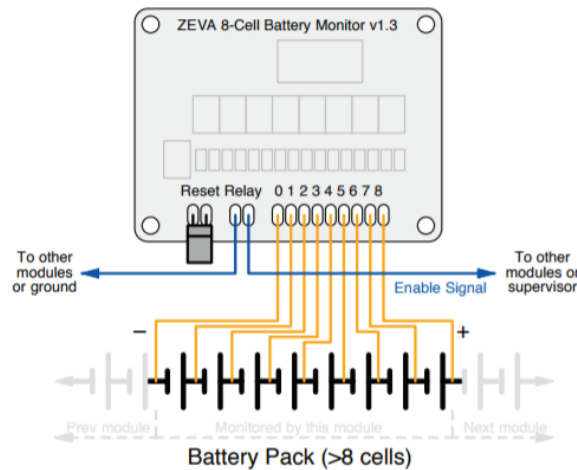 ZEVA 8-Cell Battery Monitor v1.3
Reset Relay 0 1 2 3 4 5 6 7 8
To other
modules
or ground
Enable Signal
To other
modules or
supervisor
– +
Prev module
Monitored by this module
Next module
Battery Pack (>8 cells)